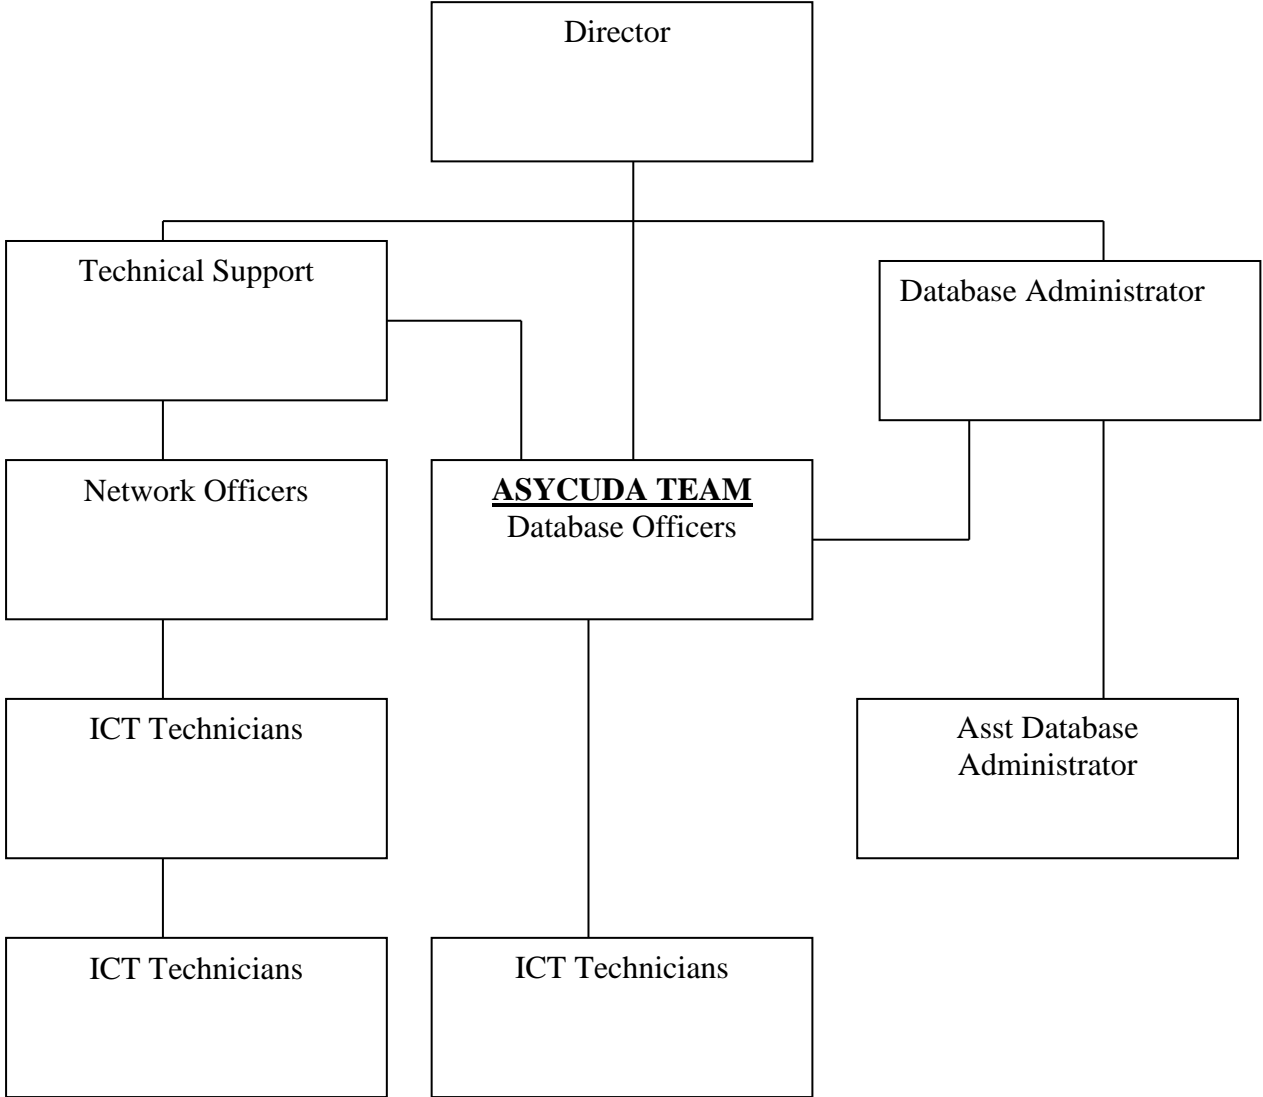 Director
Technical Support
Database Administrator
Network Officers
ASYCUDA TEAM
Database Officers
ICT Technicians
Asst Database
Administrator
ICT Technicians
ICT Technicians